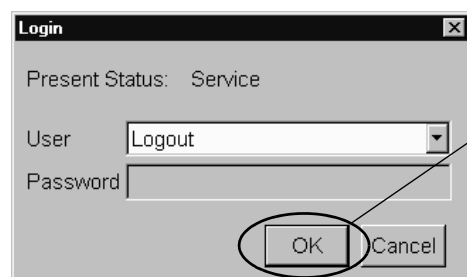 Login
Present Status: Service
User Logout
Password
OK Cancel